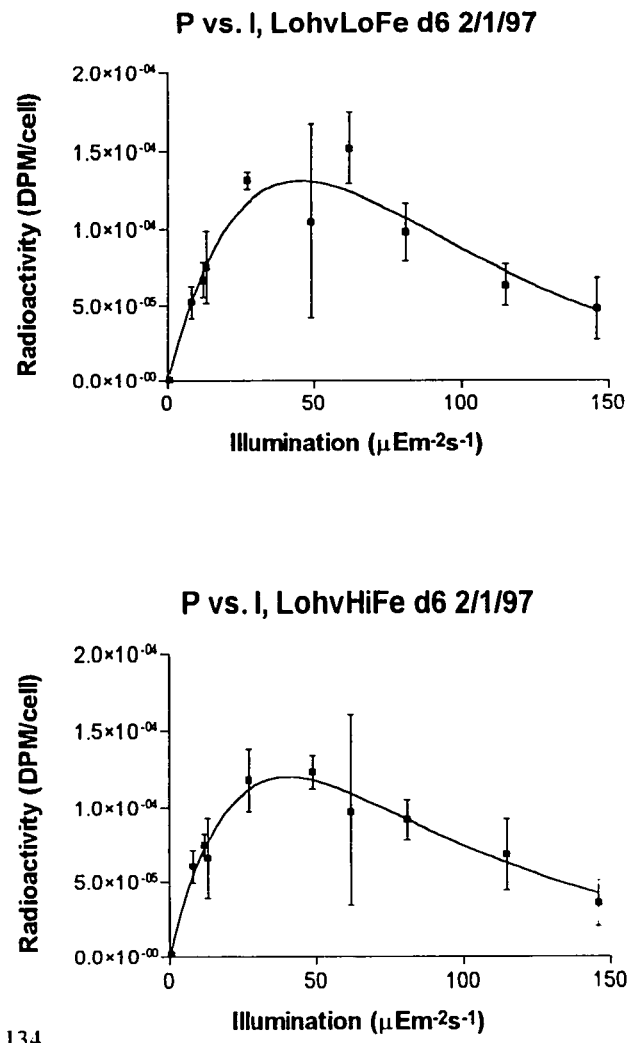 P vs. I, LohvLoFe d6 2/1/97
Radioactivity (DPM/cell)
2.0×10⁻⁰⁴
1.5×10⁻⁰⁴
1.0×10⁻⁰⁴
5.0×10⁻⁰⁵
0.0×10⁻⁰⁰
0 50 100 150
Illumination (μEm⁻²s⁻¹)
P vs. I, LohvHiFe d6 2/1/97
Radioactivity (DPM/cell)
2.0×10⁻⁰⁴
1.5×10⁻⁰⁴
1.0×10⁻⁰⁴
5.0×10⁻⁰⁵
0.0×10⁻⁰⁰
0 50 100 150
Illumination (μEm⁻²s⁻¹)
134